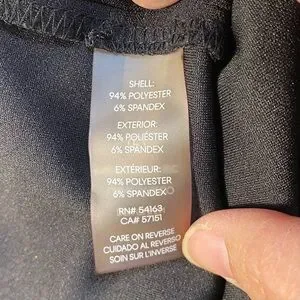 SHELL:
94% POLYESTER
6% SPANDEX
EXTERIOR:
94% POLIÉSTER
6% SPANDEX
EXTÉRIEUR:
94% POLYESTER
6% SPANDEXO
RN# 54163
CA# 57151
CARE ON REVERSE
CUIDADO AL REVERSO
SOIN SUR L'INVERSE